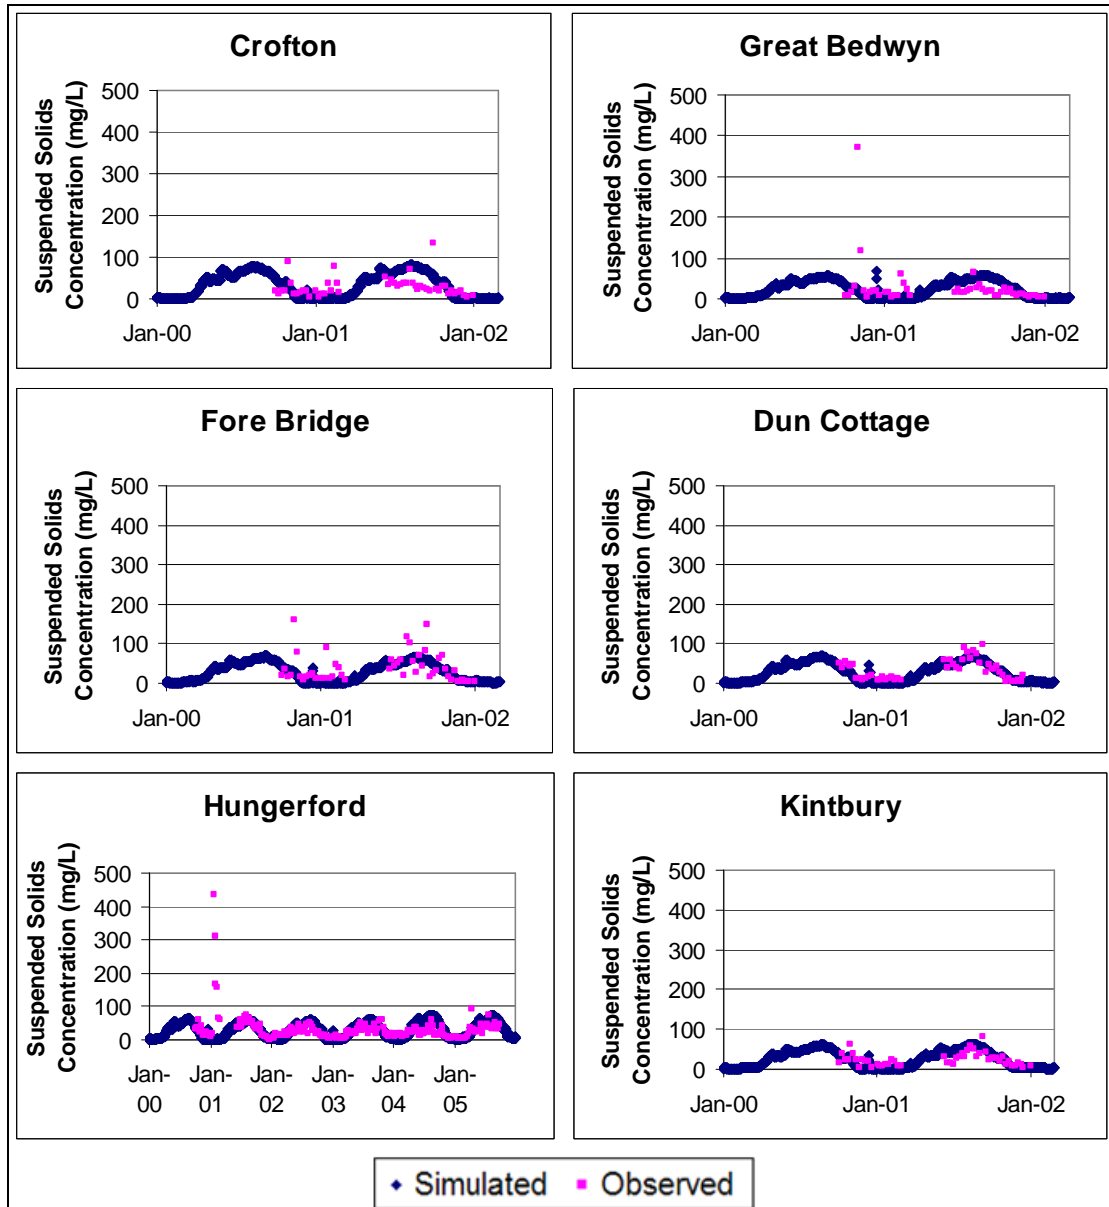 Crofton
Suspended Solids
Concentration (mg/L)
500
400
300
200
100
0
Jan-00 Jan-01 Jan-02
Great Bedwyn
Suspended Solids
Concentration (mg/L)
500
400
300
200
100
0
Jan-00 Jan-01 Jan-02
Fore Bridge
Suspended Solids
Concentration (mg/L)
500
400
300
200
100
0
Jan-00 Jan-01 Jan-02
Dun Cottage
Suspended Solids
Concentration (mg/L)
500
400
300
200
100
0
Jan-00 Jan-01 Jan-02
Hungerford
Suspended Solids
Concentration (mg/L)
500
400
300
200
100
0
Jan- Jan- Jan- Jan- Jan- Jan-
00 01 02 03 04 05
Kintbury
Suspended Solids
Concentration (mg/L)
500
400
300
200
100
0
Jan-00 Jan-01 Jan-02
Simulated Observed